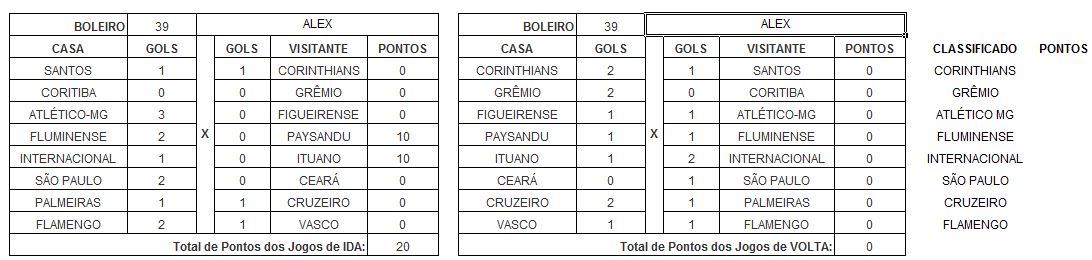 BOLEIRO 39 ALEX BOLEIRO 39 ALEX
CASA GOLS GOLS VISITANTE PONTOS CASA GOLS GOLS VISITANTE PONTOS CLASSIFICADO PONTOS
SANTOS 1 1 CORINTHIANS 0 CORINTHIANS 2 1 SANTOS 0 CORINTHIANS
CORITIBA 0 0 GRÊMIO 0 GRÊMIO 2 0 CORITIBA 0 GRÊMIO
ATLÉTICO-MG 3 0 FIGUEIRENSE 0 FIGUEIRENSE 1 1 ATLÉTICO-MG 0 ATLÉTICO MG
FLUMINENSE 2 X 0 PAYSANDU 10 PAYSANDU 1 X 1 FLUMINENSE 0 FLUMINENSE
INTERNACIONAL 1 0 ITUANO 10 ITUANO 1 2 INTERNACIONAL 0 INTERNACIONAL
SÃO PAULO 2 0 CEARÁ 0 CEARÁ 0 1 SÃO PAULO 0 SÃO PAULO
PALMEIRAS 1 1 CRUZEIRO 0 CRUZEIRO 2 1 PALMEIRAS 0 CRUZEIRO
FLAMENGO 2 1 VASCO 0 VASCO 1 1 FLAMENGO 0 FLAMENGO
Total de Pontos dos Jogos de IDA: 20 Total de Pontos dos Jogos de VOLTA: 0